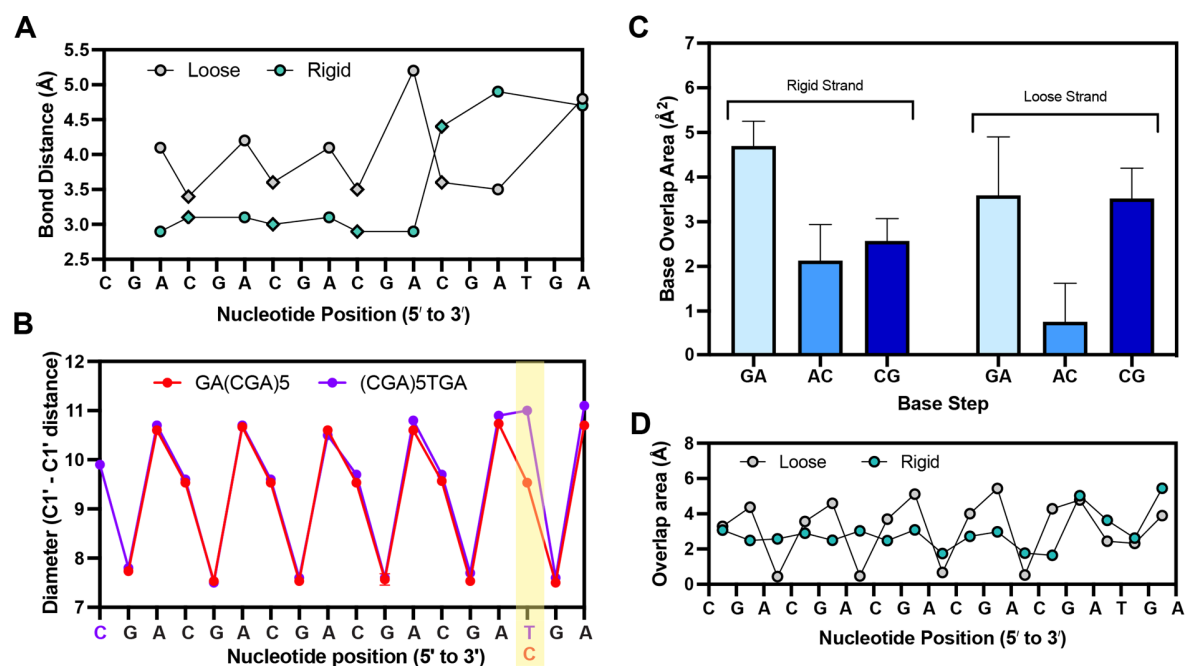 A
5.5
5.0
4.5
4.0
3.5
3.0
2.5
Bond Distance (Å)
Loose Rigid
C G A C G A C G A C G A C G A T G A
Nucleotide Position (5′ to 3′)
B
12
11
10
9
8
7
Diameter (C1' - C1' distance)
GA(CGA)5 (CGA)5TGA
C G A C G A C G A C G A C G A T G A
C
Nucleotide position (5' to 3')
C
7
6
5
4
3
2
1
0
Base Overlap Area (Å²)
Rigid Strand Loose Strand
GA AC CG GA AC CG
Base Step
D
8
6
4
2
0
Overlap area (Å)
Loose Rigid
C G A C G A C G A C G A C G A T G A
Nucleotide Position (5′ to 3′)